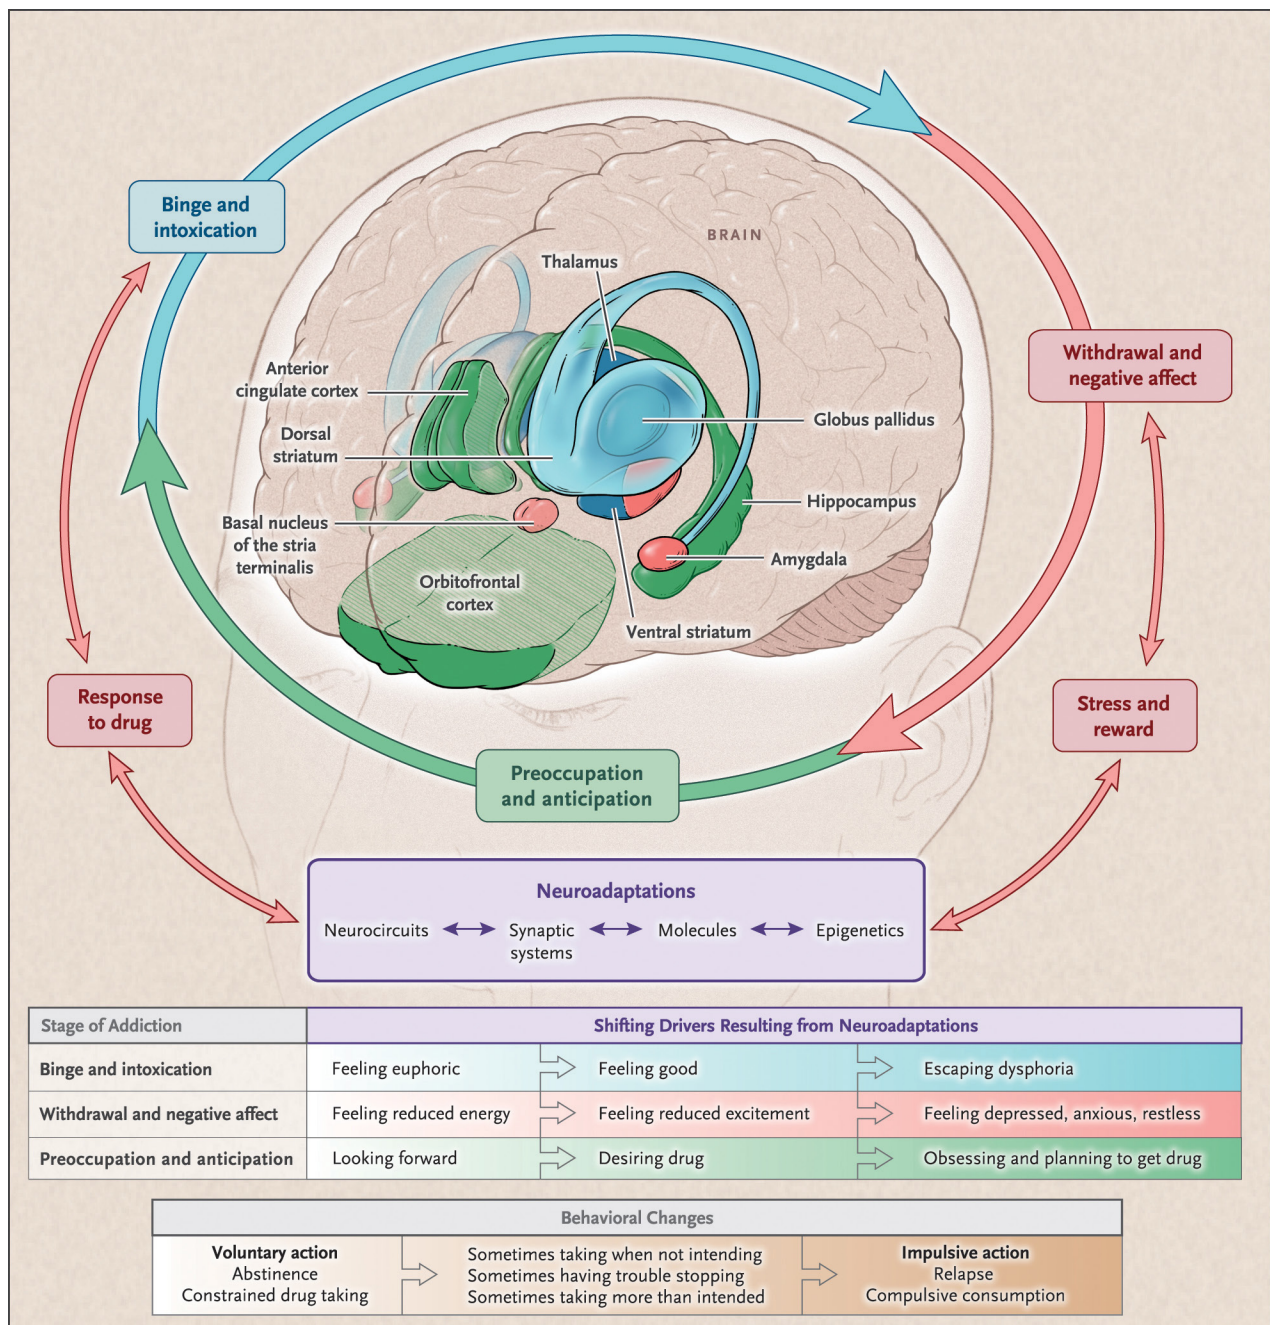 Binge and
intoxication
BRAIN
Thalamus
Anterior
cingulate cortex
Dorsal
striatum
Basal nucleus
of the stria
terminalis
Orbitofrontal
cortex
Globus pallidus
Hippocampus
Amygdala
Ventral striatum
Withdrawal and
negative affect
Response
to drug
Stress and
reward
Preoccupation
and anticipation
Neuroadaptations
Neurocircuits Synaptic systems Molecules Epigenetics
Stage of Addiction Shifting Drivers Resulting from Neuroadaptations
Binge and intoxication Feeling euphoric Feeling good Escaping dysphoria
Withdrawal and negative affect Feeling reduced energy Feeling reduced excitement Feeling depressed, anxious, restless
Preoccupation and anticipation Looking forward Desiring drug Obsessing and planning to get drug
Behavioral Changes
Voluntary action
Abstinence
Constrained drug taking
Sometimes taking when not intending
Sometimes having trouble stopping
Sometimes taking more than intended
Impulsive action
Relapse
Compulsive consumption